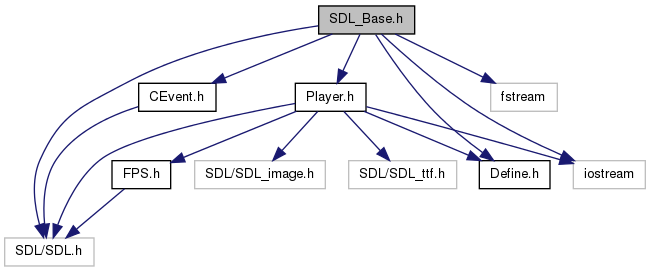 SDL_Base.h
CEvent.h
Player.h
fstream
FPS.h
SDL/SDL_image.h
SDL/SDL_ttf.h
Define.h
iostream
SDL/SDL.h